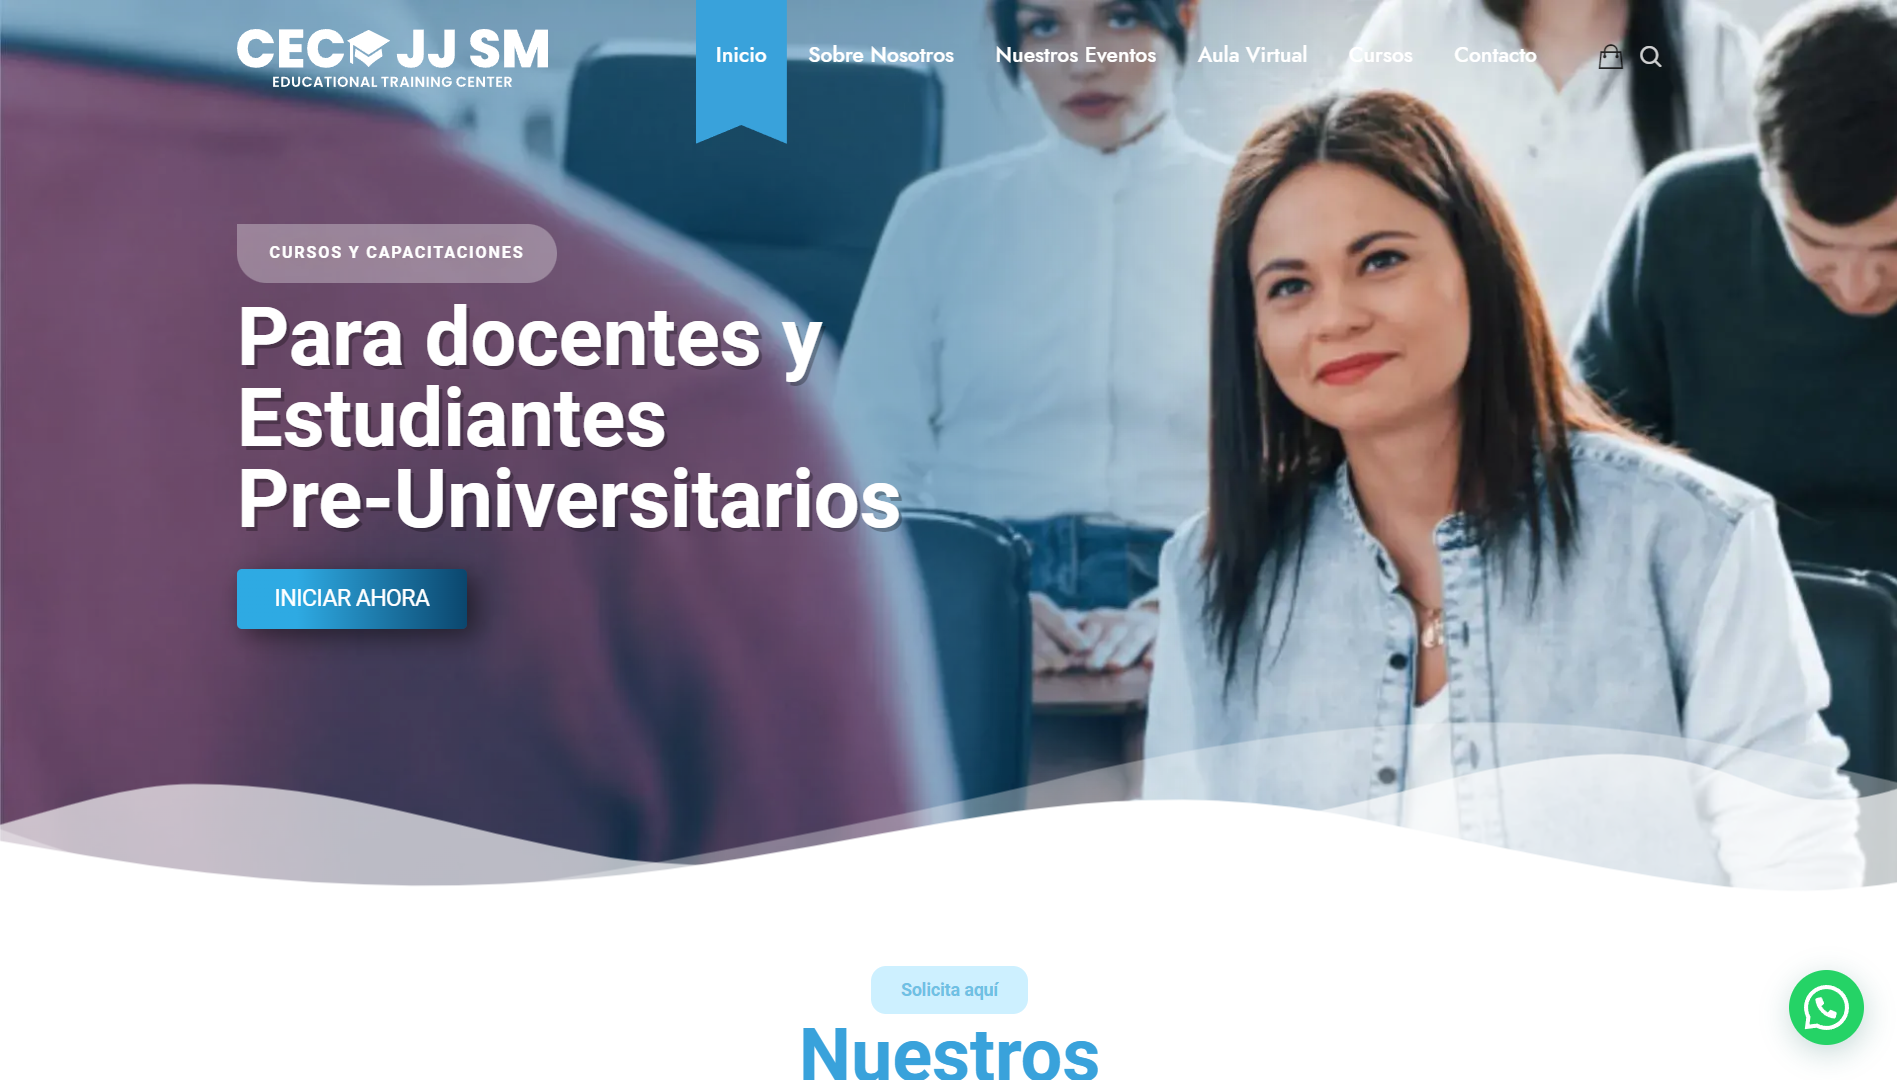 CEC JJ SM
EDUCATIONAL TRAINING CENTER
Inicio
Sobre Nosotros
Nuestros Eventos
Aula Virtual
Cursos
Contacto
CURSOS Y CAPACITACIONES
Para docentes y
Estudiantes
Pre-Universitarios
INICIAR AHORA
Solicita aquí
Nuestros